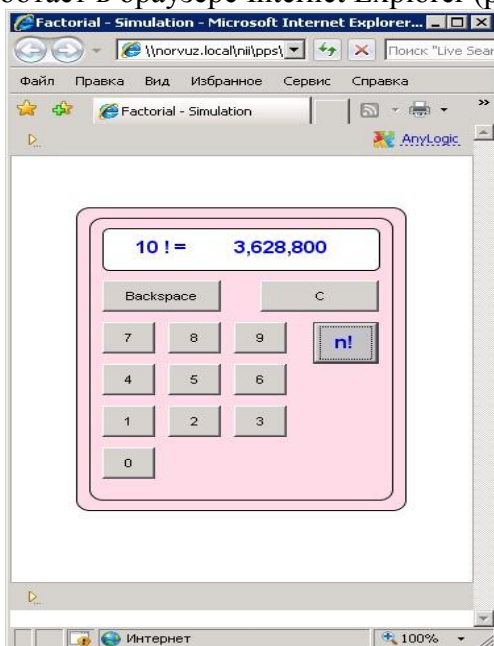 ботает в браузере Internet Explorer (р
Factorial - Simulation - Microsoft Internet Explorer...
\\norvuz.local\nii\pps\ Поиск "Live Sear
Файл Правка Вид Избранное Сервис Справка
Factorial - Simulation »
AnyLogic
10 ! = 3,628,800
Backspace C
7 8 9 n!
4 5 6
1 2 3
0
Интернет 100%